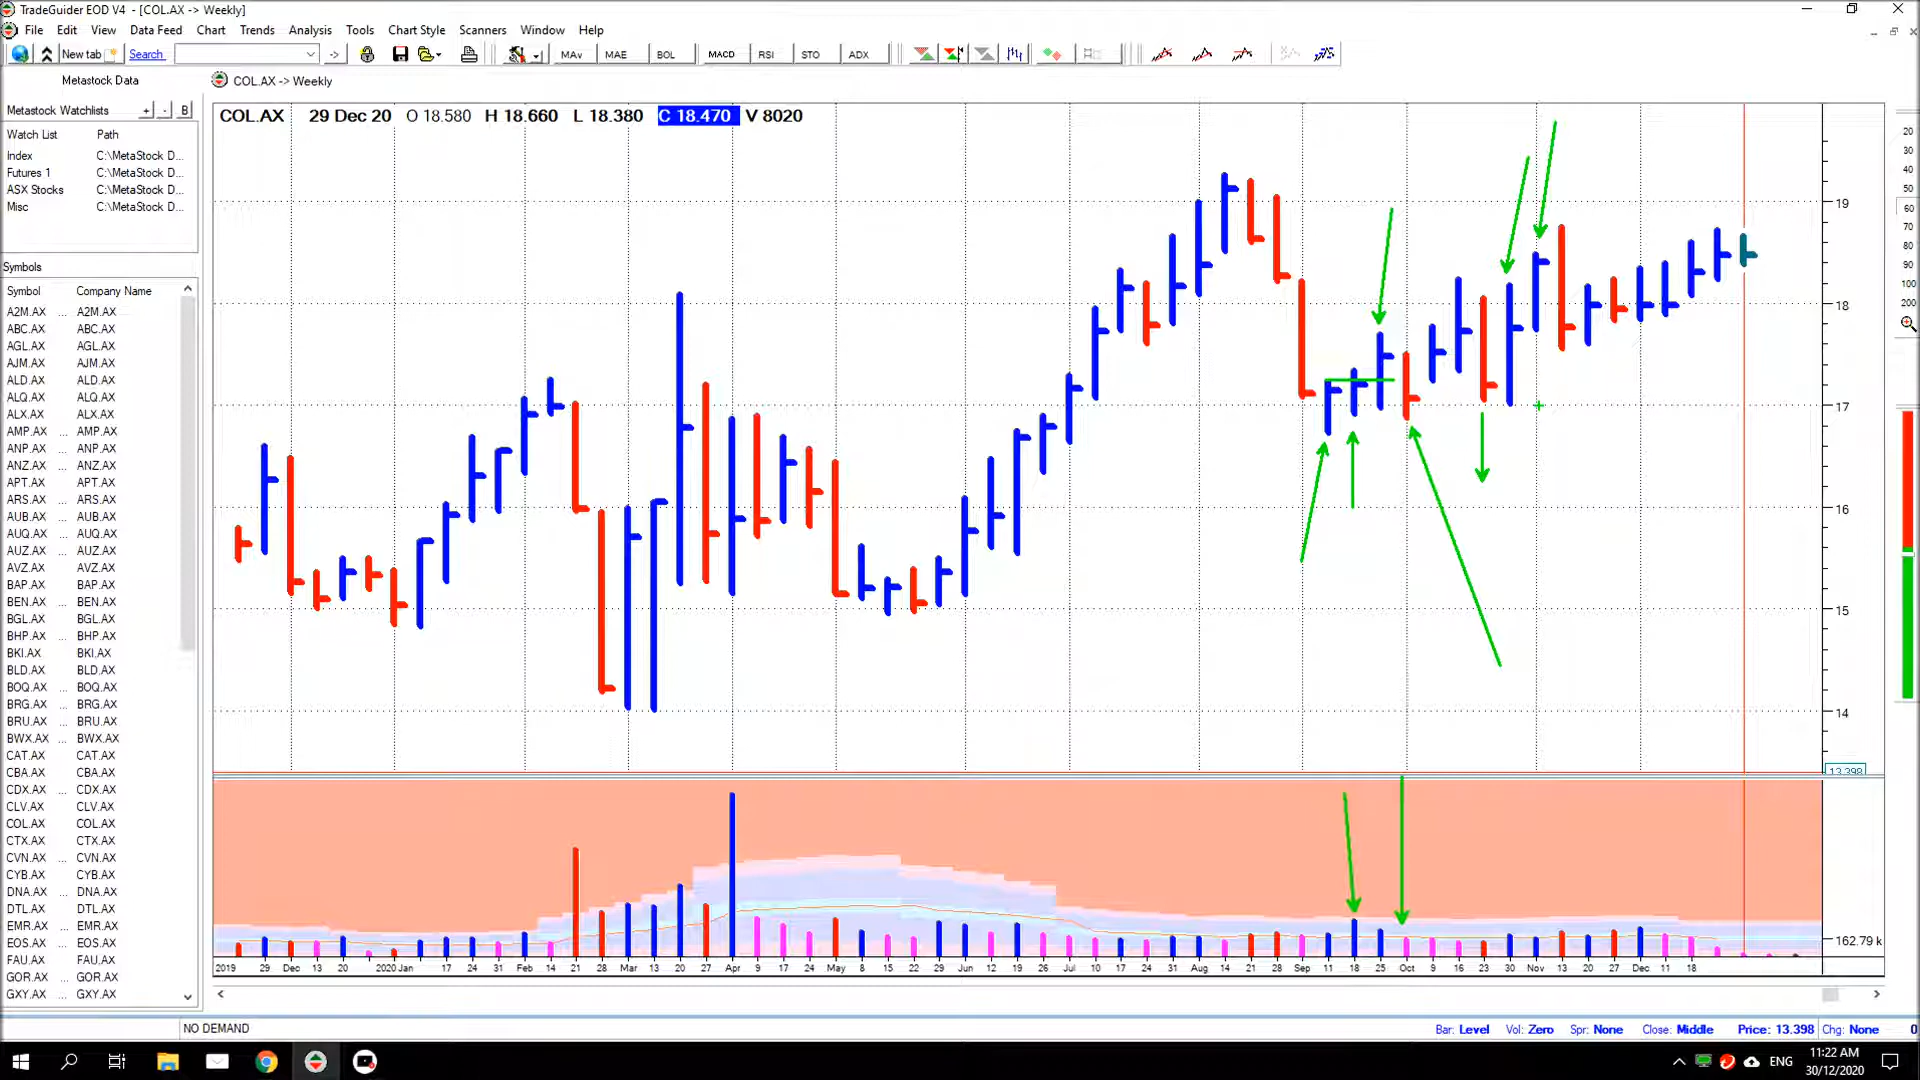 TradeGuider EOD V4 - [COL.AX -> Weekly]
File Edit View Data Feed Chart Trends Analysis Tools Chart Style Scanners Window Help
New tab Search -> MAv MAE BOL MACD RSI STO ADX
Metastock Data
COL.AX -> Weekly
Metastock Watchlists + - B
Watch List Path
Index C:\MetaStock D...
Futures 1 C:\MetaStock D...
ASX Stocks C:\MetaStock D...
Misc C:\MetaStock D...
Symbols
Symbol Company Name
A2M.AX ... A2M.AX
ABC.AX ABC.AX
AGL.AX AGL.AX
AJM.AX AJM.AX
ALD.AX ALD.AX
ALQ.AX ALQ.AX
ALX.AX ALX.AX
AMP.AX ... AMP.AX
ANP.AX ... ANP.AX
ANZ.AX ... ANZ.AX
APT.AX ... APT.AX
ARS.AX ... ARS.AX
AUB.AX ... AUB.AX
AUQ.AX ... AUQ.AX
AUZ.AX ... AUZ.AX
AVZ.AX ... AVZ.AX
BAP.AX ... BAP.AX
BEN.AX ... BEN.AX
BGL.AX ... BGL.AX
BHP.AX ... BHP.AX
BKI.AX BKI.AX
BLD.AX ... BLD.AX
BOQ.AX ... BOQ.AX
BRG.AX ... BRG.AX
BRU.AX ... BRU.AX
BWX.AX ... BWX.AX
CAT.AX CAT.AX
CBA.AX CBA.AX
CDX.AX ... CDX.AX
CLV.AX CLV.AX
COL.AX COL.AX
CTX.AX ... CTX.AX
CVN.AX ... CVN.AX
CYB.AX ... CYB.AX
DNA.AX ... DNA.AX
DTL.AX ... DTL.AX
EMR.AX ... EMR.AX
EOS.AX ... EOS.AX
FAU.AX ... FAU.AX
GOR.AX ... GOR.AX
GXY.AX ... GXY.AX
COL.AX 29 Dec 20 O 18.580 H 18.660 L 18.380 C 18.470 V 8020
19
18
17
16
15
14
13.398
162.79 k
20
30
40
50
60
70
80
90
100
200
2019 29 Dec 13 20 2020 Jan 17 24 31 Feb 14 21 28 Mar 13 20 27 Apr 9 17 24 May 8 15 22 29 Jun 12 19 26 Jul 10 17 24 31 Aug 14 21 28 Sep 11 18 25 Oct 9 16 23 30 Nov 13 20 27 Dec 11 18
NO DEMAND
Bar: Level Vol: Zero Spr: None Close: Middle Price: 13.398 Chg: None 0
ENG
11:22 AM
30/12/2020